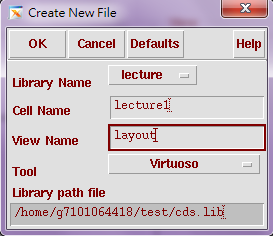 Create New File
OK Cancel Defaults Help
Library Name lecture
Cell Name lecture1
View Name layout
Tool Virtuoso
Library path file
/home/g7101064418/test/cds.lib